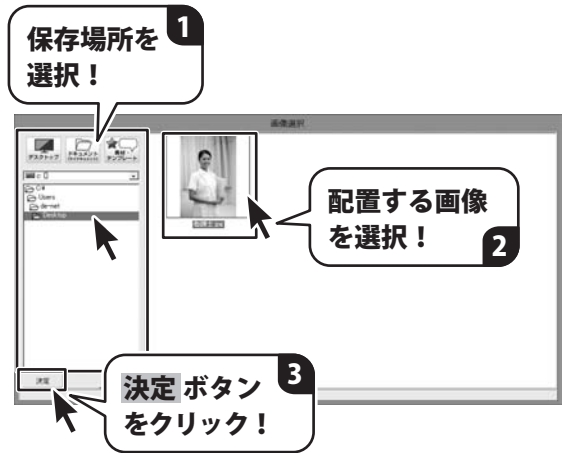 保存場所を
選択！
1
画像選択
デスクトップ
ドキュメント
素材・
テンプレート
c:
C:¥
Users
de-net
Desktop
配置する画像
を選択！
2
決定
決定 ボタン
をクリック！
3